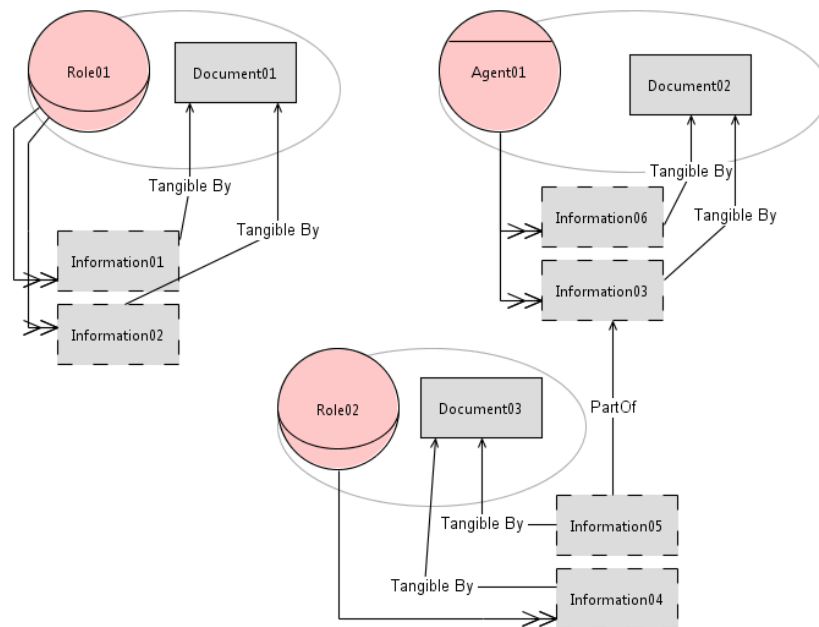 Role01
Document01
Agent01
Document02
Tangible By
Tangible By
Tangible By
Tangible By
Information01
Information02
Information06
Information03
Role02
Document03
PartOf
Tangible By
Information05
Tangible By
Information04